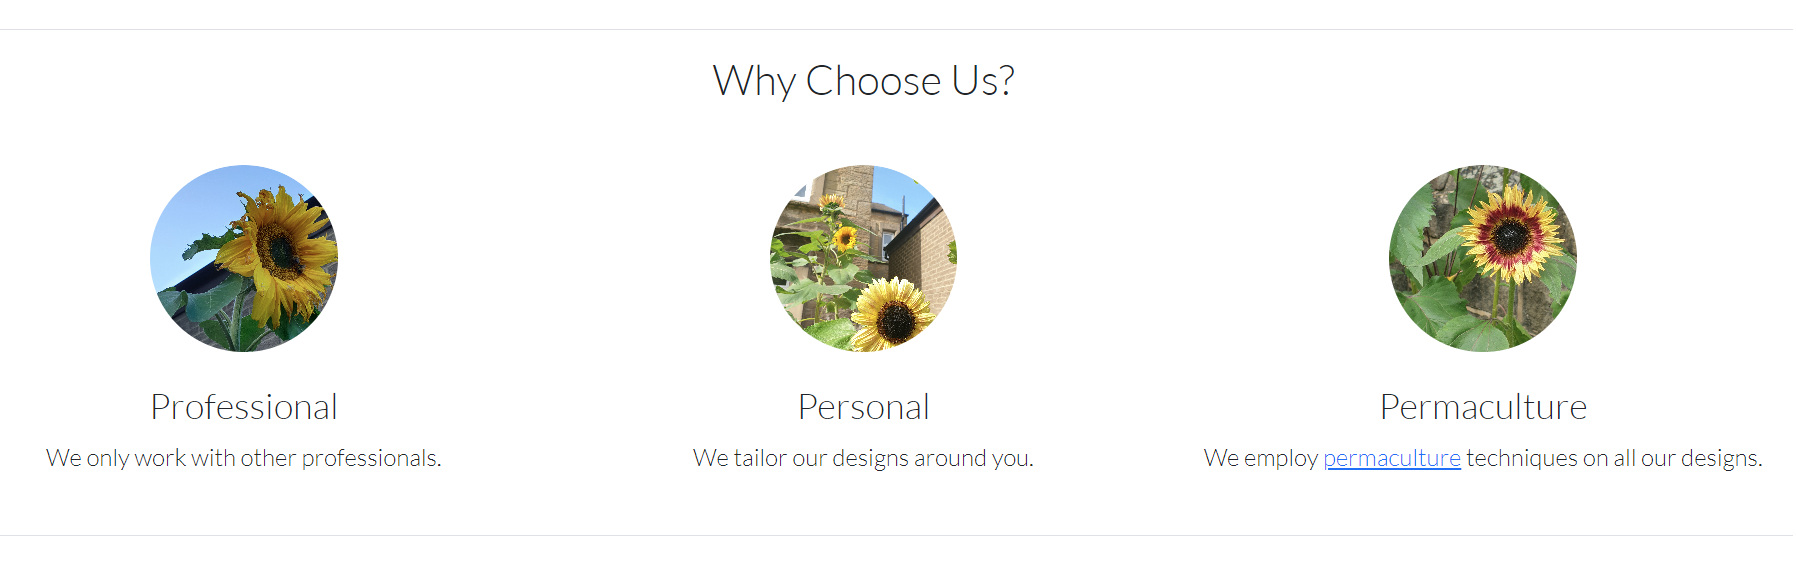 Why Choose Us?
Professional
We only work with other professionals.
Personal
We tailor our designs around you.
Permaculture
We employ permaculture techniques on all our designs.